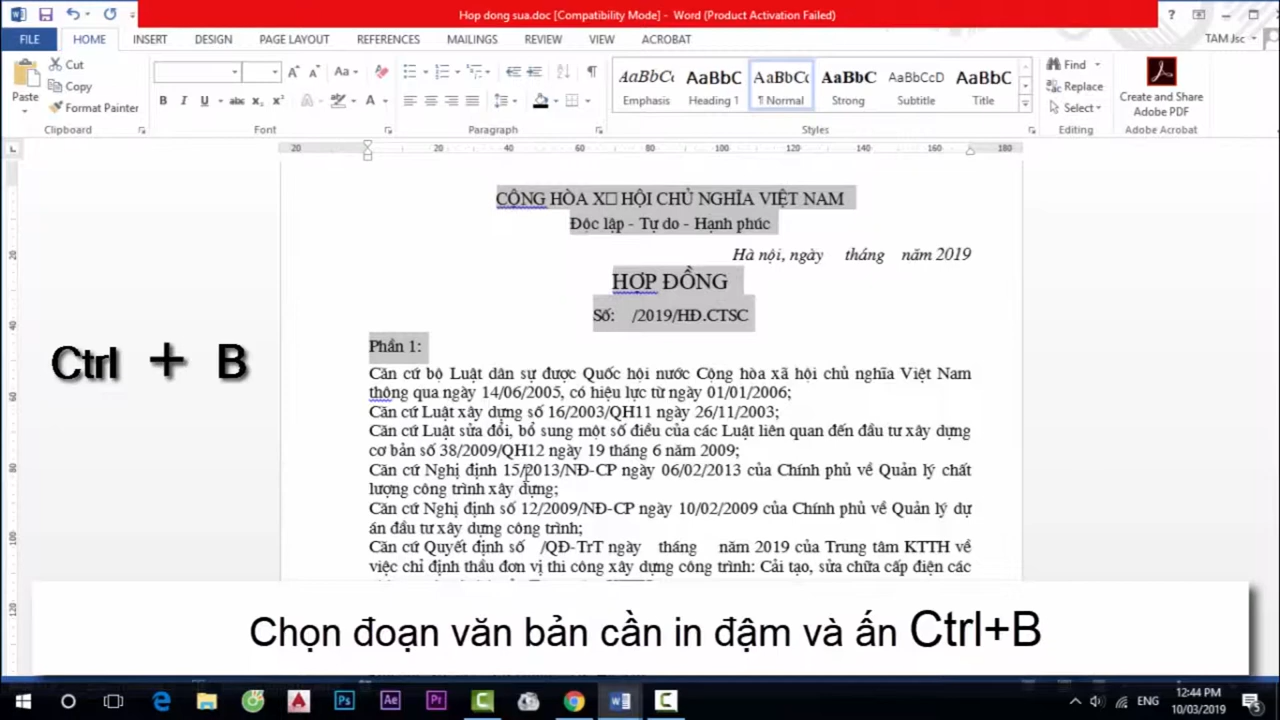 Hop dong sua.doc [Compatibility Mode] - Word (Product Activation Failed)
FILE HOME INSERT DESIGN PAGE LAYOUT REFERENCES MAILINGS REVIEW VIEW ACROBAT TAM Jsc
Paste
Cut
Copy
Format Painter
Clipboard
Font
Paragraph
AaBbCc AaBbC AaBbCc AaBbC AaBbCcD AaBbC
Emphasis Heading 1 ¶ Normal Strong Subtitle Title
Styles
Find
Replace
Select
Editing
Create and Share
Adobe PDF
Adobe Acrobat
20 20 40 60 80 100 120 140 160 180
CỘNG HÒA X□ HỘI CHỦ NGHĨA VIỆT NAM
Độc lập - Tự do - Hạnh phúc
Hà nội, ngày tháng năm 2019
HỢP ĐỒNG
Số: /2019/HĐ.CTSC
Phần 1:
Căn cứ bộ Luật dân sự được Quốc hội nước Cộng hòa xã hội chủ nghĩa Việt Nam
thông qua ngày 14/06/2005, có hiệu lực từ ngày 01/01/2006;
Căn cứ Luật xây dựng số 16/2003/QH11 ngày 26/11/2003;
Căn cứ Luật sửa đổi, bổ sung một số điều của các Luật liên quan đến đầu tư xây dựng
cơ bản số 38/2009/QH12 ngày 19 tháng 6 năm 2009;
Căn cứ Nghị định 15/2013/NĐ-CP ngày 06/02/2013 của Chính phủ về Quản lý chất
lượng công trình xây dựng;
Căn cứ Nghị định số 12/2009/NĐ-CP ngày 10/02/2009 của Chính phủ về Quản lý dự
án đầu tư xây dựng công trình;
Căn cứ Quyết định số /QĐ-TrT ngày tháng năm 2019 của Trung tâm KTTH về
việc chỉ định thầu đơn vị thi công xây dựng công trình: Cải tạo, sửa chữa cấp điện các
Ctrl + B
Chọn đoạn văn bản cần in đậm và ấn Ctrl+B
ENG
12:44 PM
10/03/2019